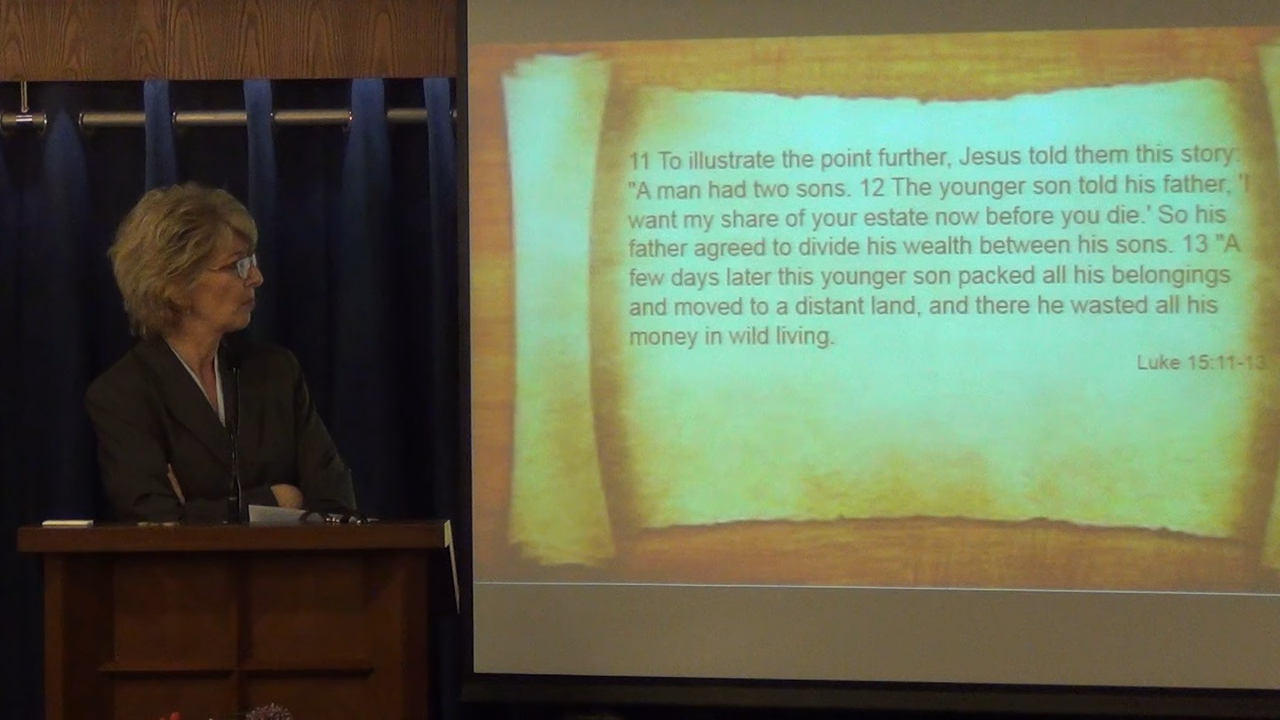 11 To illustrate the point further, Jesus told them this story:
"A man had two sons. 12 The younger son told his father, 'I
want my share of your estate now before you die.' So his
father agreed to divide his wealth between his sons. 13 "A
few days later this younger son packed all his belongings
and moved to a distant land, and there he wasted all his
money in wild living.
Luke 15:11-13